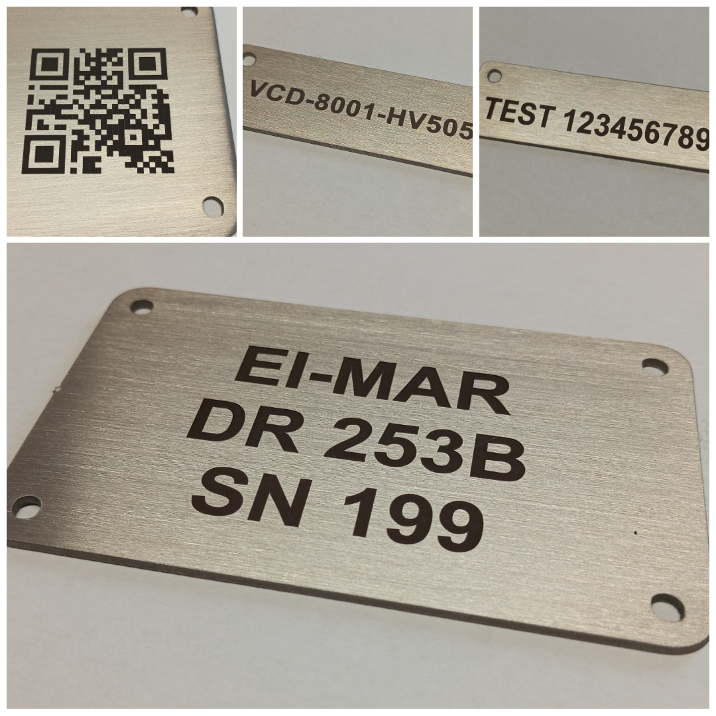 VCD-8001-HV505
TEST 123456789
EI-MAR
DR 253B
SN 199